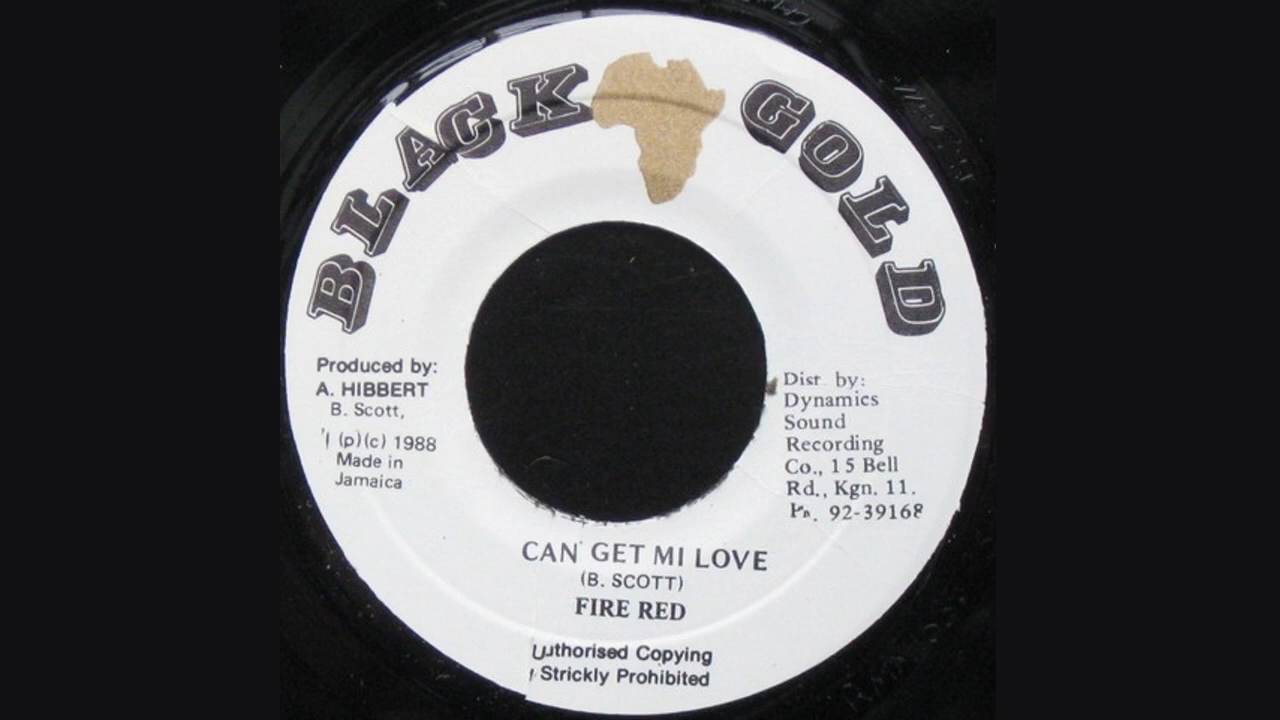 BLACK GOLD
Produced by:
A. HIBBERT
B. Scott,
(p)(c) 1988
Made in
Jamaica
Dist by:
Dynamics
Sound
Recording
Co., 15 Bell
Rd., Kgn. 11.
92-39168
CAN' GET MI LOVE
(B. SCOTT)
FIRE RED
Uuthorised Copying
Strickly Prohibited